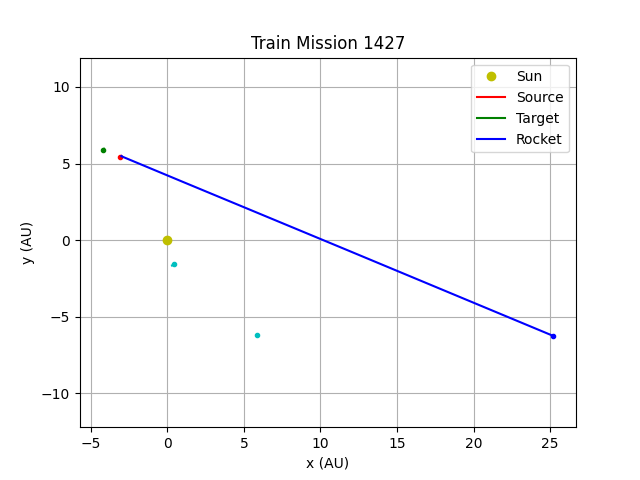 Train Mission 1427
Sun
Source
Target
Rocket
10
5
0
−5
−10
y (AU)
−5
0
5
10
15
20
25
x (AU)